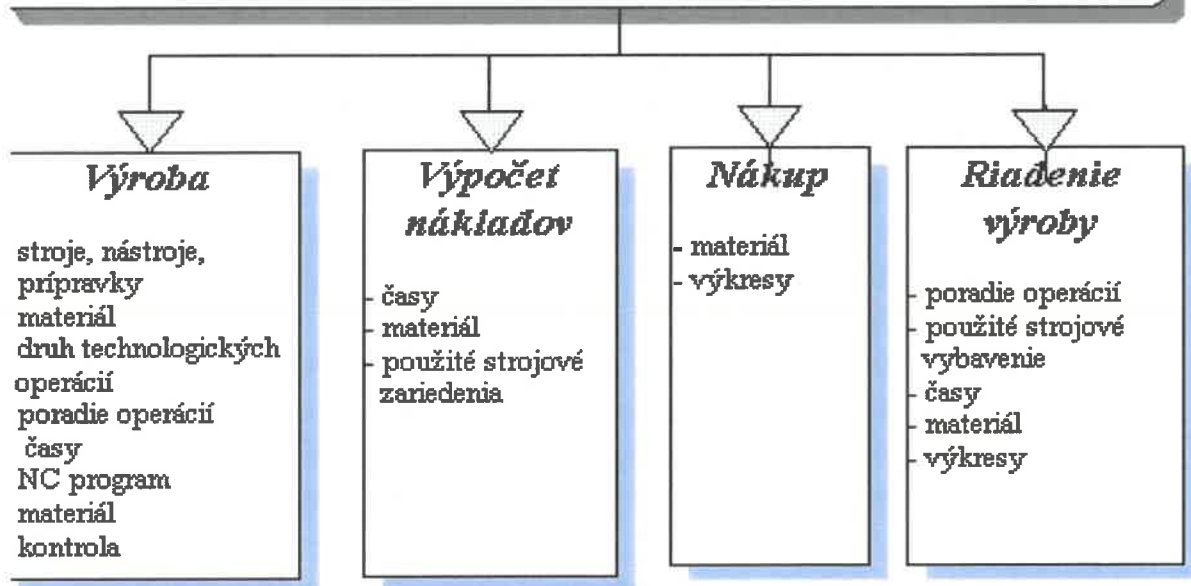 Výroba
stroje, nástroje,
prípravky
materiál
druh technologických
operácií
poradie operácií
časy
NC program
materiál
kontrola
Výpočet
nákladov
- časy
- materiál
- použité strojové
zariedenia
Nákup
- materiál
- výkresy
Riadenie
výroby
- poradie operácií
- použité strojové
vybavenie
- časy
- materiál
- výkresy